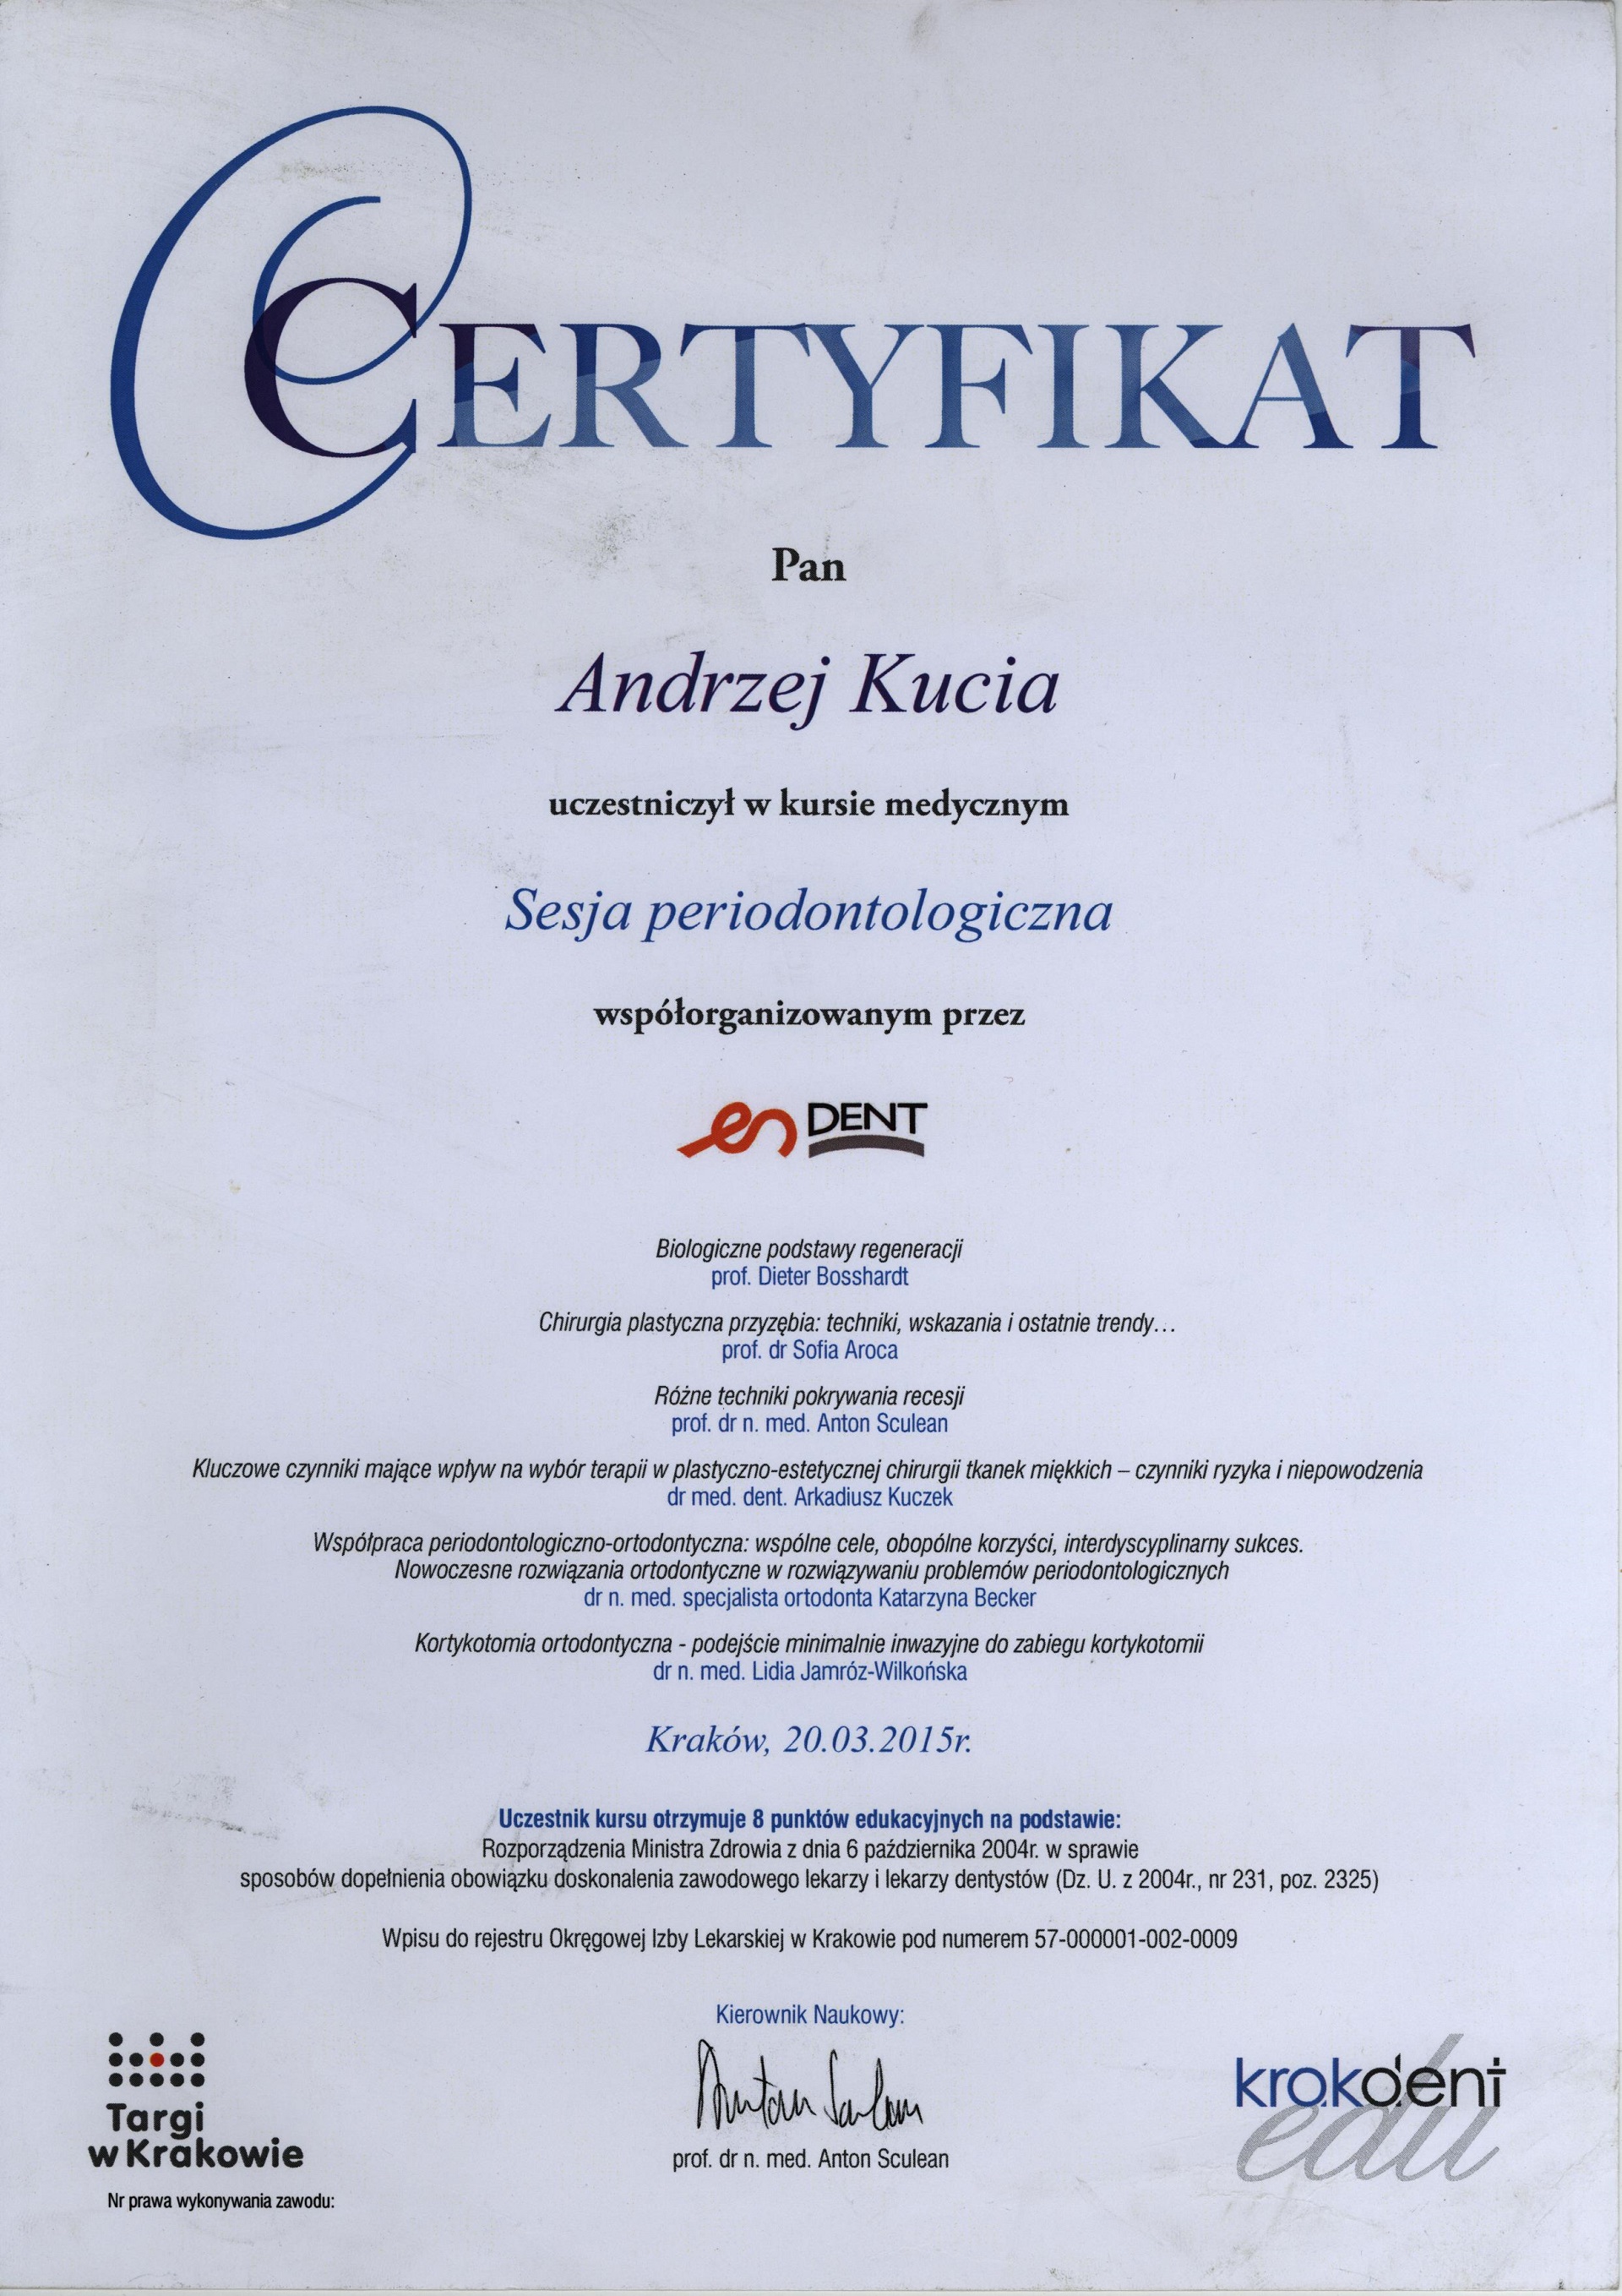 CERTYFIKAT
Pan
Andrzej Kucia
uczestniczył w kursie medycznym
Sesja periodontologiczna
współorganizowanym przez
en DENT
Biologiczne podstawy regeneracji
prof. Dieter Bosshardt
Chirurgia plastyczna przyzębia: techniki, wskazania i ostatnie trendy…
prof. dr Sofia Aroca
Różne techniki pokrywania recesji
prof. dr n. med. Anton Sculean
Kluczowe czynniki mające wpływ na wybór terapii w plastyczno-estetycznej chirurgii tkanek miękkich – czynniki ryzyka i niepowodzenia
dr med. dent. Arkadiusz Kuczek
Współpraca periodontologiczno-ortodontyczna: wspólne cele, obopólne korzyści, interdyscyplinarny sukces.
Nowoczesne rozwiązania ortodontyczne w rozwiązywaniu problemów periodontologicznych
dr n. med. specjalista ortodonta Katarzyna Becker
Kortykotomia ortodontyczna - podejście minimalnie inwazyjne do zabiegu kortykotomii
dr n. med. Lidia Jamróz-Wilkońska
Kraków, 20.03.2015r.
Uczestnik kursu otrzymuje 8 punktów edukacyjnych na podstawie:
Rozporządzenia Ministra Zdrowia z dnia 6 października 2004r. w sprawie
sposobów dopełnienia obowiązku doskonalenia zawodowego lekarzy i lekarzy dentystów (Dz. U. z 2004r., nr 231, poz. 2325)
Wpisu do rejestru Okręgowej Izby Lekarskiej w Krakowie pod numerem 57-000001-002-0009
Kierownik Naukowy:
Anton Sculean
prof. dr n. med. Anton Sculean
Targi
w Krakowie
krokdent
edu
Nr prawa wykonywania zawodu: